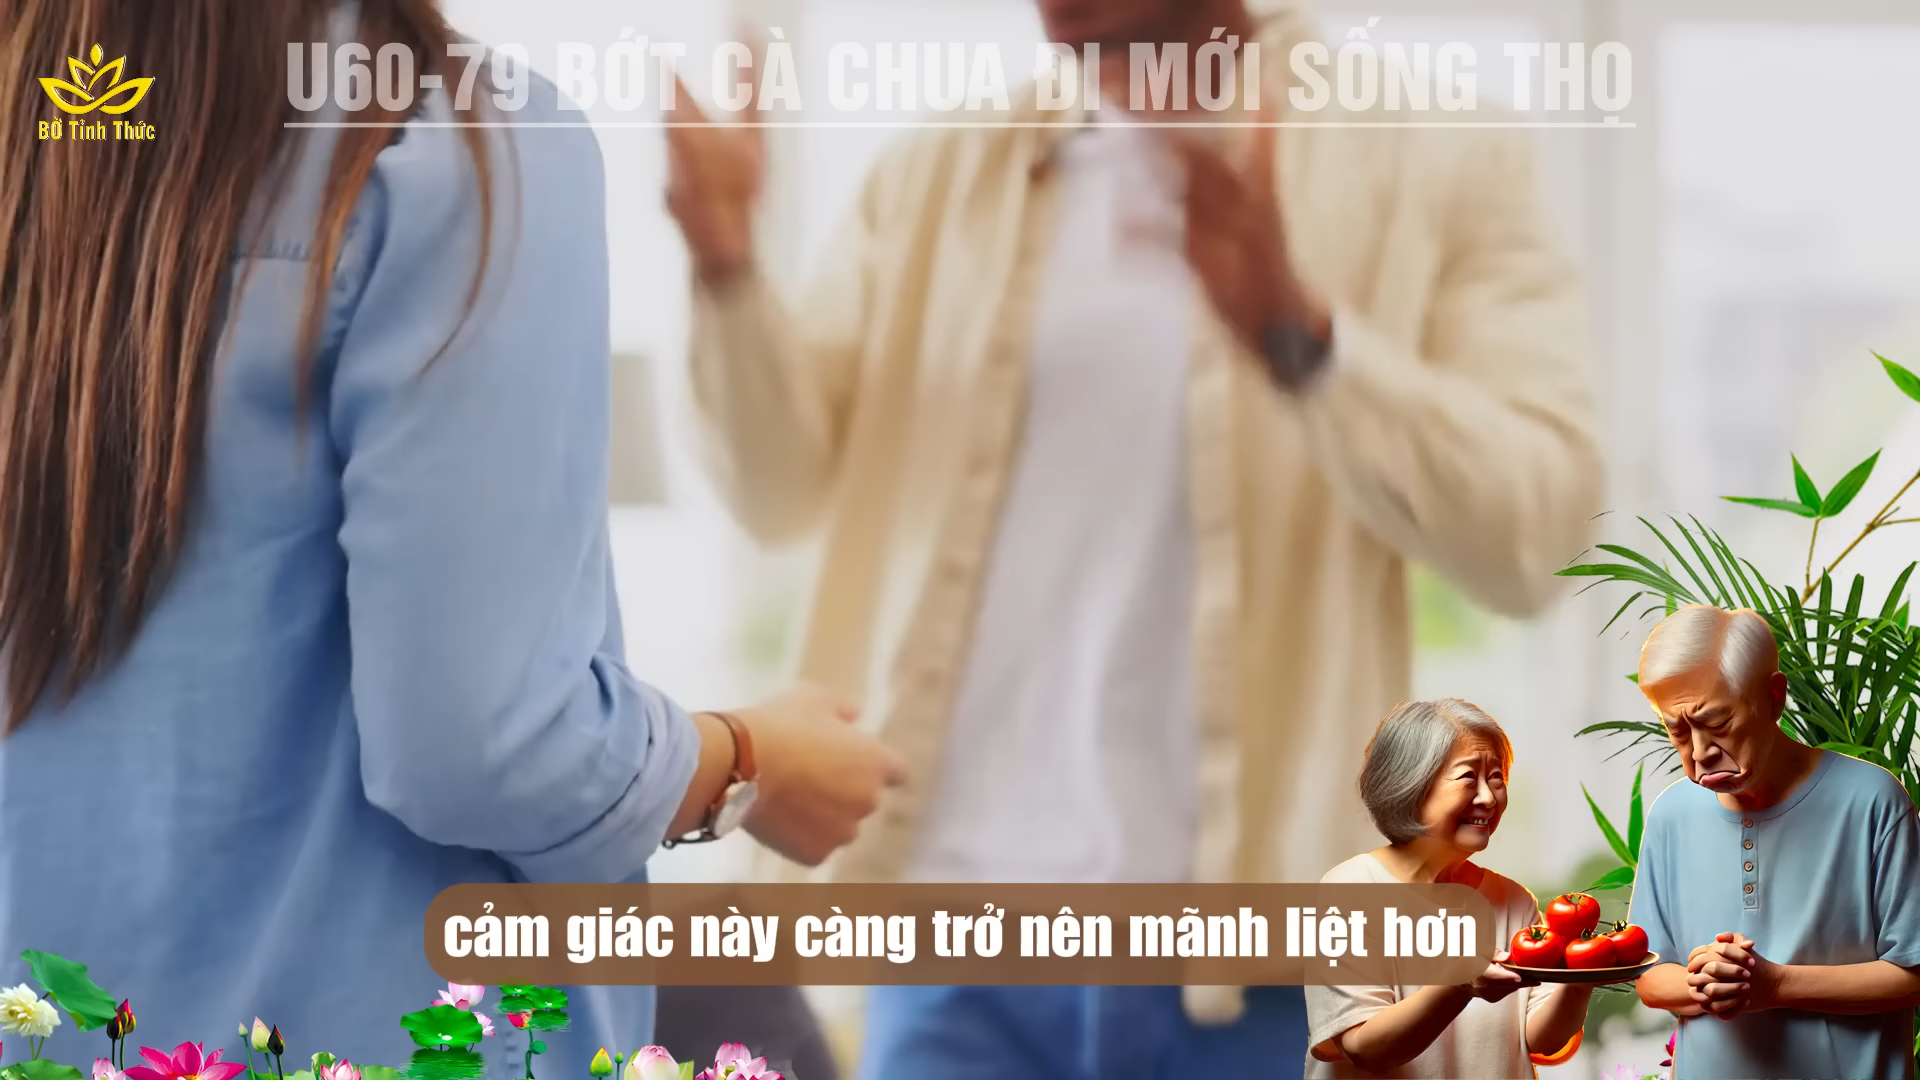 U60-79 BỚT CÀ CHUA ĐI MỚI SỐNG THỌ
BỜ Tỉnh Thức
cảm giác này càng trở nên mãnh liệt hơn